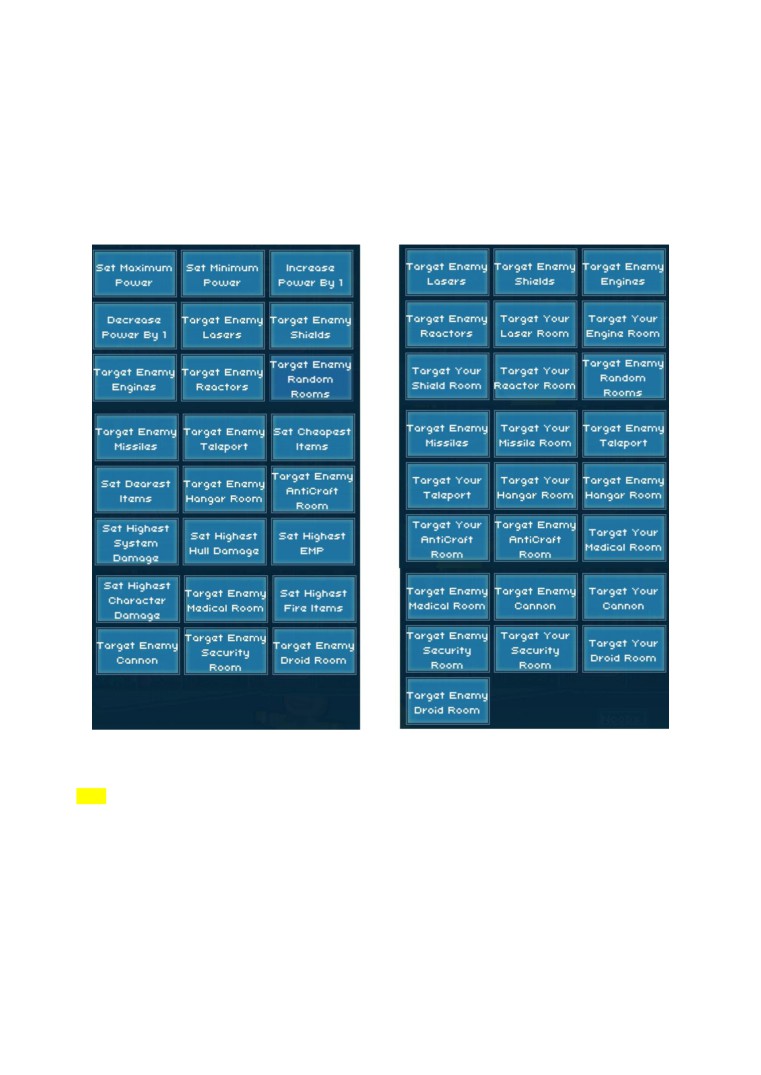 Set Maximum
Power
Set Minimum
Power
Increase
Power By 1
Decrease
Power By 1
Target Enemy
Lasers
Target Enemy
Shields
Target Enemy
Engines
Target Enemy
Reactors
Target Enemy
Random
Rooms
Target Enemy
Missiles
Target Enemy
Teleport
Set Cheapest
Items
Set Dearest
Items
Target Enemy
Hangar Room
Target Enemy
AntiCraft
Room
Set Highest
System
Damage
Set Highest
Hull Damage
Set Highest
EMP
Set Highest
Character
Damage
Target Enemy
Medical Room
Set Highest
Fire Items
Target Enemy
Cannon
Target Enemy
Security
Room
Target Enemy
Droid Room
Target Enemy
Lasers
Target Enemy
Shields
Target Enemy
Engines
Target Enemy
Reactors
Target Your
Laser Room
Target Your
Engine Room
Target Your
Shield Room
Target Your
Reactor Room
Target Enemy
Random
Rooms
Target Enemy
Missiles
Target Your
Missile Room
Target Enemy
Teleport
Target Your
Teleport
Target Your
Hangar Room
Target Enemy
Hangar Room
Target Your
AntiCraft
Room
Target Enemy
AntiCraft
Room
Target Your
Medical Room
Target Enemy
Medical Room
Target Enemy
Cannon
Target Your
Cannon
Target Enemy
Security
Room
Target Your
Security
Room
Target Your
Droid Room
Target Enemy
Droid Room